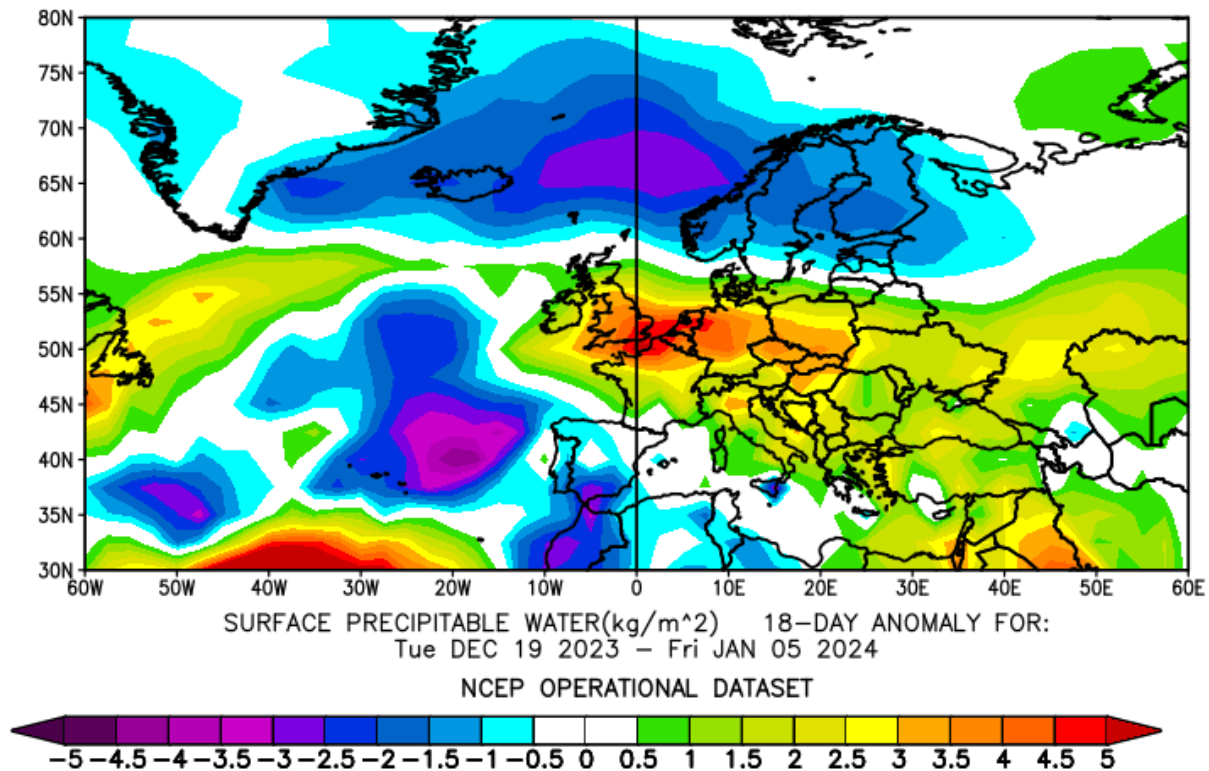 80N
75N
70N
65N
60N
55N
50N
45N
40N
35N
30N
60W 50W 40W 30W 20W 10W 0 10E 20E 30E 40E 50E 60E
SURFACE PRECIPITABLE WATER(kg/m^2) 18-DAY ANOMALY FOR:
Tue DEC 19 2023 - Fri JAN 05 2024
NCEP OPERATIONAL DATASET
-5 -4.5 -4 -3.5 -3 -2.5 -2 -1.5 -1 -0.5 0 0.5 1 1.5 2 2.5 3 3.5 4 4.5 5